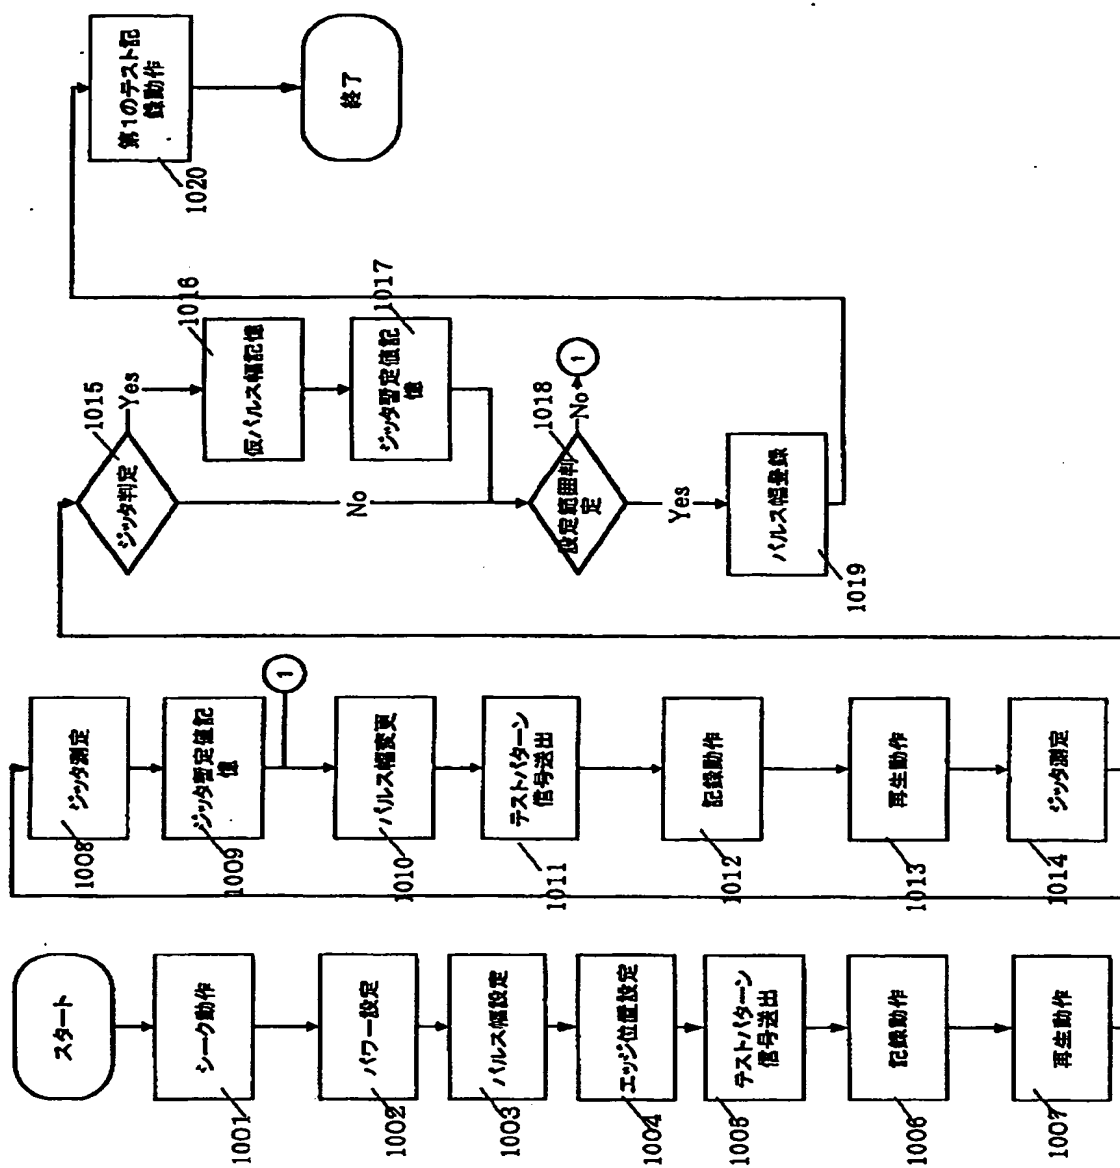 スタート
シーク動作
1001
パワー設定
1002
パルス幅設定
1003
エッジ位置設定
1004
テストパターン
信号送出
1005
記録動作
1006
再生動作
1007
ジッタ測定
1008
ジッタ暫定値記
憶
1009
1
パルス幅変更
1010
テストパターン
信号送出
1011
記録動作
1012
再生動作
1013
ジッタ測定
1014
ジッタ判定
1015
Yes
No
仮パルス幅記憶
1016
ジッタ暫定値記
憶
1017
設定範囲判
定
1018
No
1
Yes
パルス幅登録
1019
第1のテスト記
録動作
1020
終了